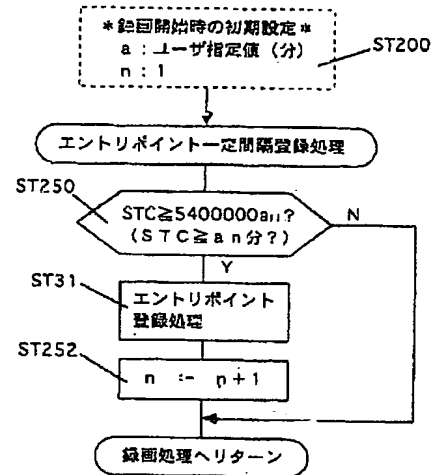 *録画開始時の初期設定*
a：ユーザ指定値（分）
n：1
ST200
エントリポイント一定間隔登録処理
ST250
STC≧5400000an?
（STC≧an分？）
N
Y
ST31
エントリポイント
登録処理
ST252
n := n+1
録画処理へリターン